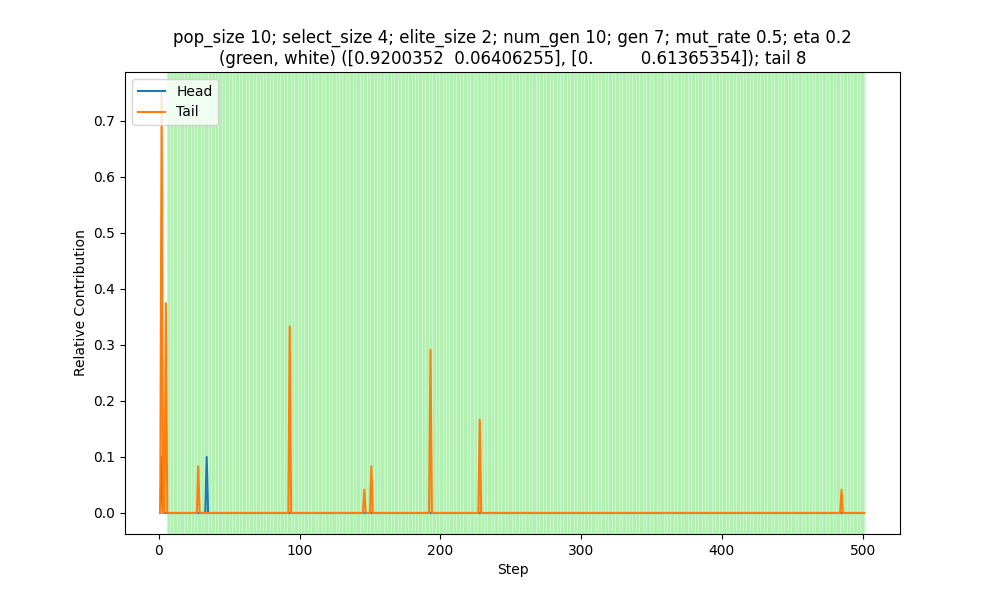 pop_size 10; select_size 4; elite_size 2; num_gen 10; gen 7; mut_rate 0.5; eta 0.2
(green, white) ([0.9200352  0.06406255], [0.         0.61365354]); tail 8
Head
Tail
0.7
0.6
0.5
0.4
0.3
0.2
0.1
0.0
Relative Contribution
0 100 200 300 400 500
Step